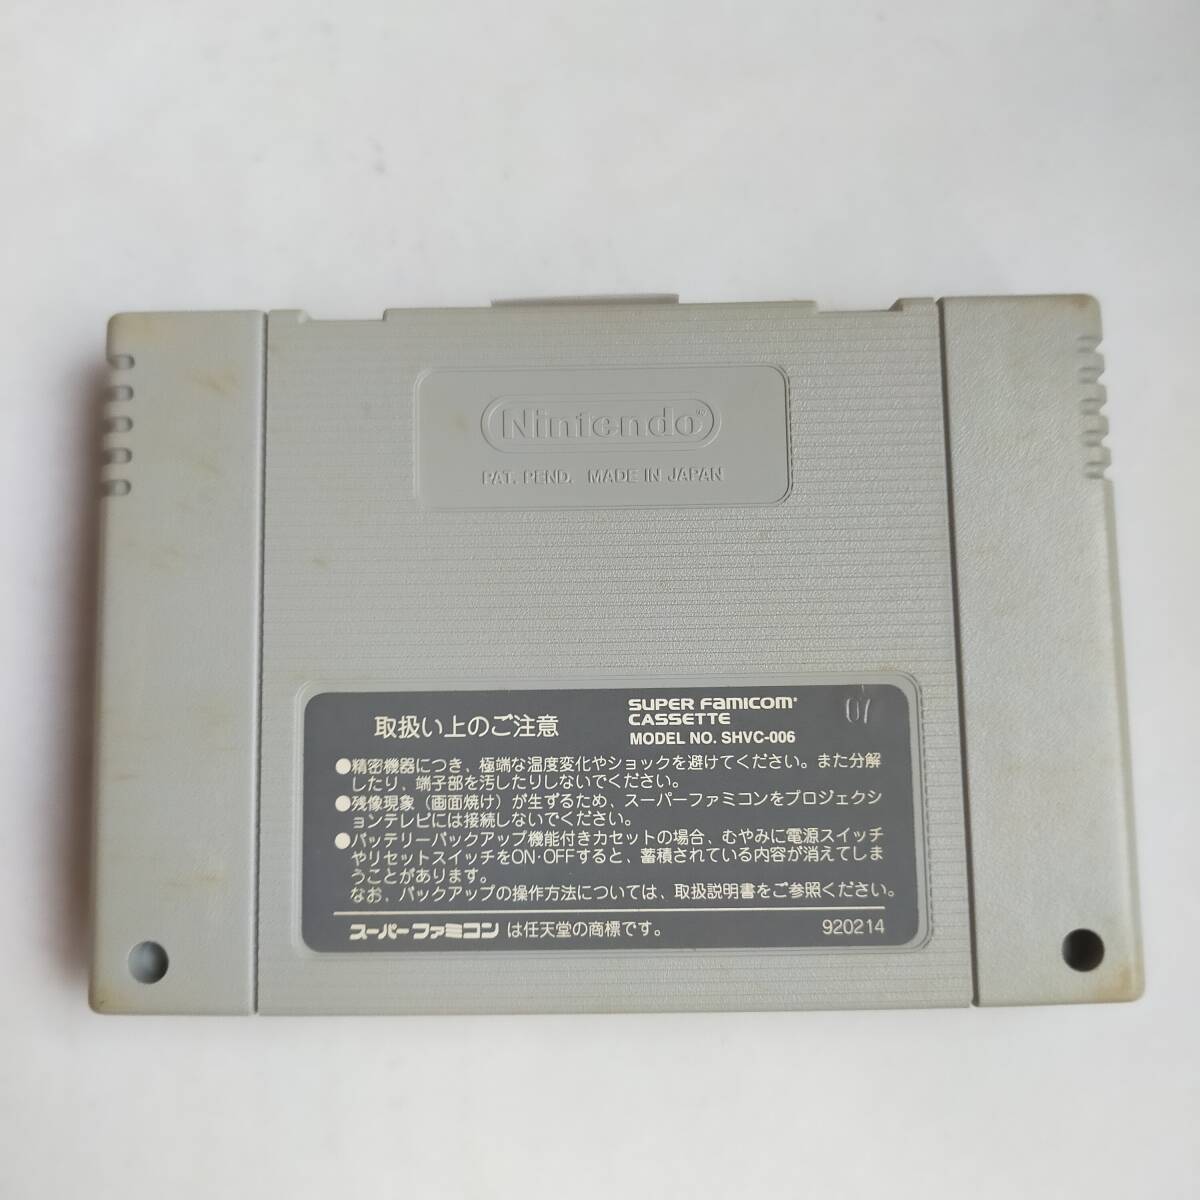 Nintendo®
PAT. PEND. MADE IN JAPAN
取扱い上のご注意
SUPER FAMICOM®
CASSETTE
MODEL NO. SHVC-006
07
●精密機器につき、極端な温度変化やショックを避けてください。また分解
したり、端子部を汚したりしないでください。
●残像現象（画面焼け）が生ずるため、スーパーファミコンをプロジェクシ
ョンテレビには接続しないでください。
●バッテリーバックアップ機能付きカセットの場合、むやみに電源スイッチ
やリセットスイッチをON·OFFすると、蓄積されている内容が消えてしま
うことがあります。
なお、バックアップの操作方法については、取扱説明書をご参照ください。
スーパーファミコン は任天堂の商標です。
920214